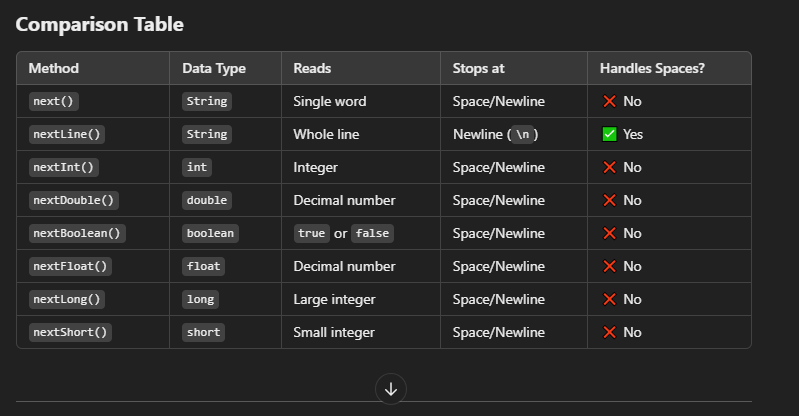 Comparison Table
Method Data Type Reads Stops at Handles Spaces?
next() String Single word Space/Newline ❌ No
nextLine() String Whole line Newline (\n) ✅ Yes
nextInt() int Integer Space/Newline ❌ No
nextDouble() double Decimal number Space/Newline ❌ No
nextBoolean() boolean true or false Space/Newline ❌ No
nextFloat() float Decimal number Space/Newline ❌ No
nextLong() long Large integer Space/Newline ❌ No
nextShort() short Small integer Space/Newline ❌ No